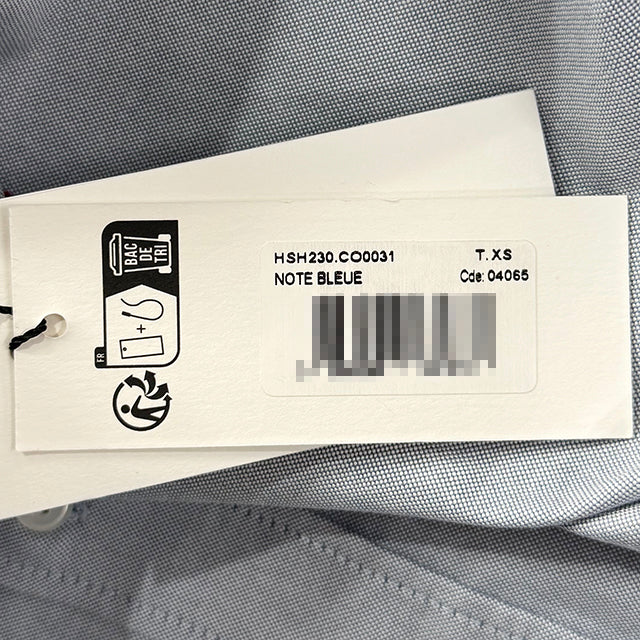 HSH230.CO0031 T.XS
NOTE BLEUE Cde: 04065
BAC
DE
TRI
FR